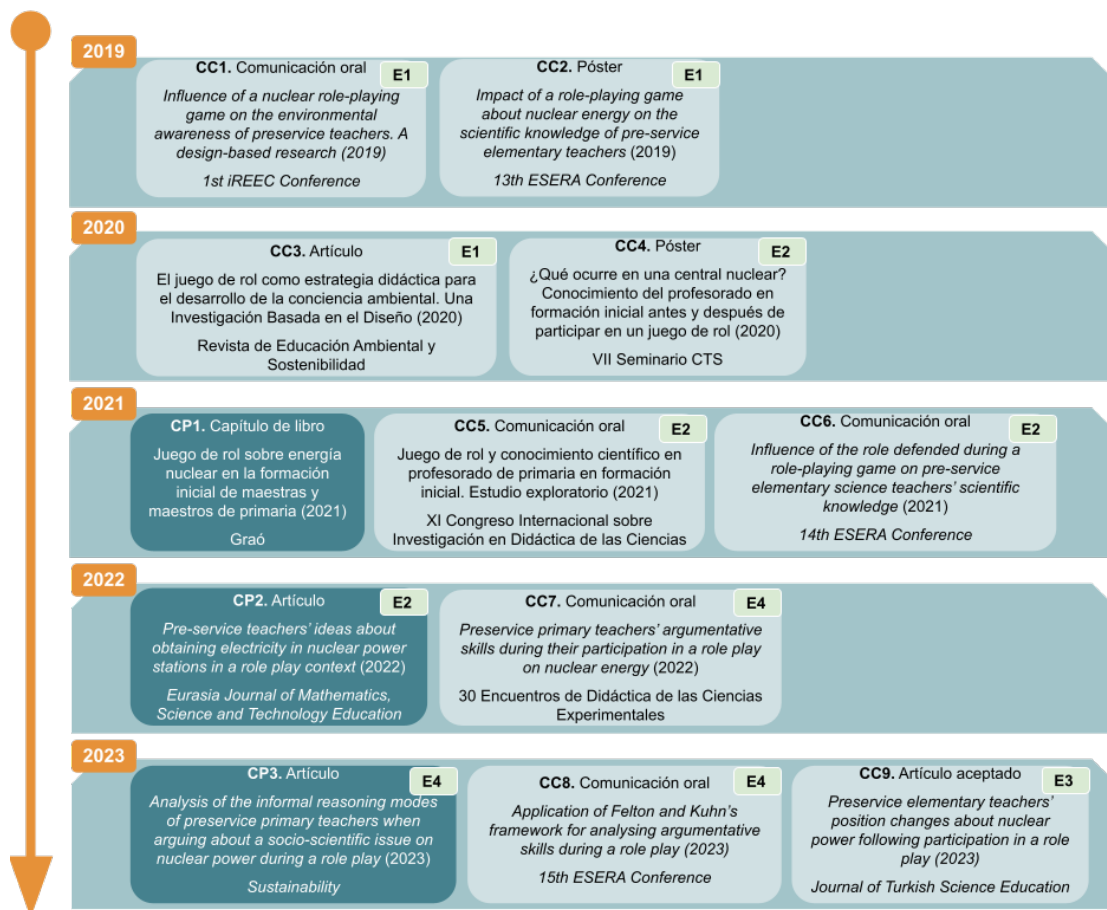 2019
CC1. Comunicación oral
E1
Influence of a nuclear role-playing
game on the environmental
awareness of preservice teachers. A
design-based research (2019)
1st iREEC Conference
CC2. Póster
E1
Impact of a role-playing game
about nuclear energy on the
scientific knowledge of pre-service
elementary teachers (2019)
13th ESERA Conference
2020
CC3. Artículo
E1
El juego de rol como estrategia didáctica para
el desarrollo de la conciencia ambiental. Una
Investigación Basada en el Diseño (2020)
Revista de Educación Ambiental y
Sostenibilidad
CC4. Póster
E2
¿Qué ocurre en una central nuclear?
Conocimiento del profesorado en
formación inicial antes y después de
participar en un juego de rol (2020)
VII Seminario CTS
2021
CP1. Capítulo de libro
Juego de rol sobre energía
nuclear en la formación
inicial de maestras y
maestros de primaria (2021)
Graó
CC5. Comunicación oral
E2
Juego de rol y conocimiento científico en
profesorado de primaria en formación
inicial. Estudio exploratorio (2021)
XI Congreso Internacional sobre
Investigación en Didáctica de las Ciencias
CC6. Comunicación oral
E2
Influence of the role defended during a
role-playing game on pre-service
elementary science teachers' scientific
knowledge (2021)
14th ESERA Conference
2022
CP2. Artículo
E2
Pre-service teachers' ideas about
obtaining electricity in nuclear power
stations in a role play context (2022)
Eurasia Journal of Mathematics,
Science and Technology Education
CC7. Comunicación oral
E4
Preservice primary teachers' argumentative
skills during their participation in a role play
on nuclear energy (2022)
30 Encuentros de Didáctica de las Ciencias
Experimentales
2023
CP3. Artículo
E4
Analysis of the informal reasoning modes
of preservice primary teachers when
arguing about a socio-scientific issue on
nuclear power during a role play (2023)
Sustainability
CC8. Comunicación oral
E4
Application of Felton and Kuhn's
framework for analysing argumentative
skills during a role play (2023)
15th ESERA Conference
CC9. Artículo aceptado
E3
Preservice elementary teachers'
position changes about nuclear
power following participation in a role
play (2023)
Journal of Turkish Science Education